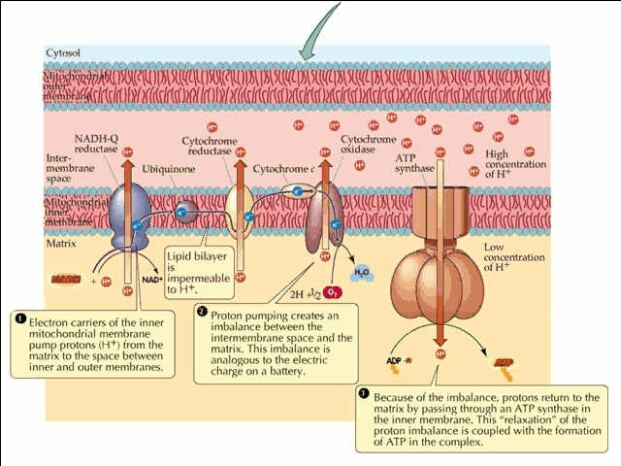 Cytosol
Mitochondrial
outer
membrane
NADH-Q
reductase
H+
Cytochrome
reductase
H+
Cytochrome
oxidase
H+
ATP
synthase
High
concentration
of H+
Inter-
membrane
space
Ubiquinone
Cytochrome c
Mitochondrial
inner
membrane
Matrix
Low
concentration
of H+
+ H+
NAD+
H+
Lipid bilayer
is
impermeable
to H+.
H+
H+
2H + 1/2 O2
H2O
1 Electron carriers of the inner
mitochondrial membrane
pump protons (H+) from the
matrix to the space between
inner and outer membranes.
2 Proton pumping creates an
imbalance between the
intermembrane space and the
matrix. This imbalance is
analogous to the electric
charge on a battery.
ADP
H+
ATP
3 Because of the imbalance, protons return to the
matrix by passing through an ATP synthase in
the inner membrane. This "relaxation" of the
proton imbalance is coupled with the formation
of ATP in the complex.